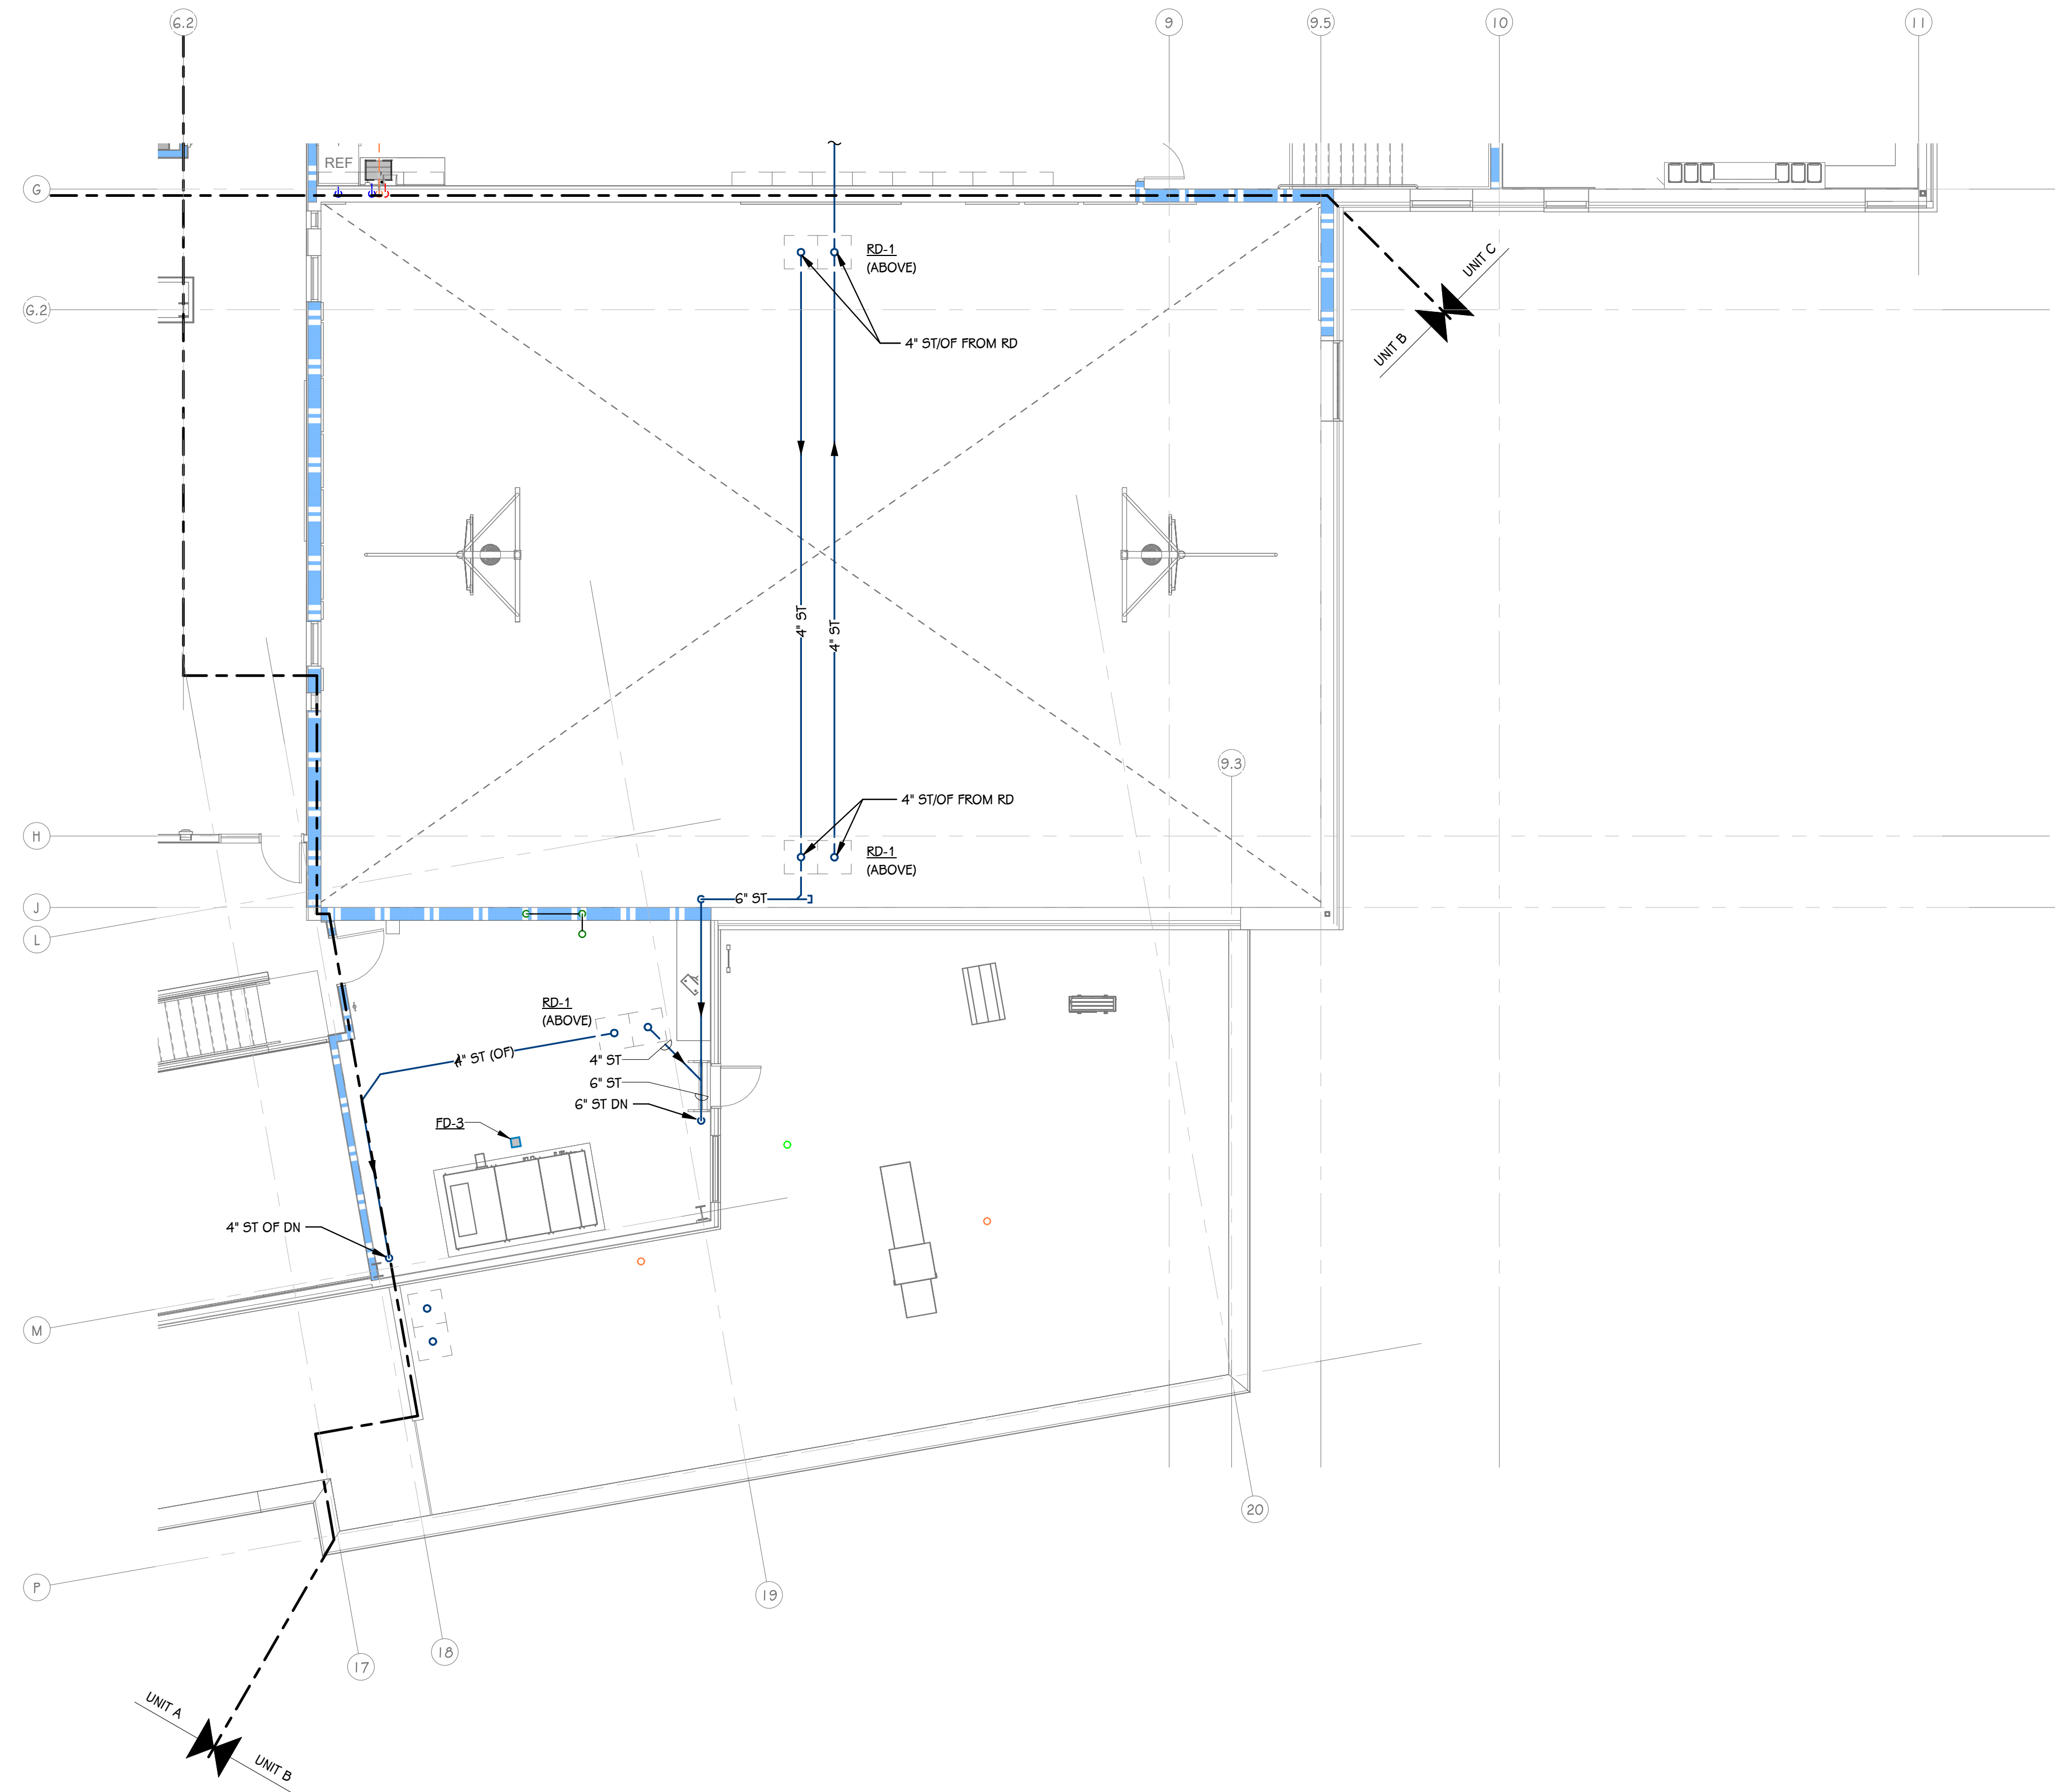 6.2
9
9.5
10
11
REF
G
G.2
RD-1
(ABOVE)
4" ST/OF FROM RD
UNIT C
UNIT B
4" ST
4" ST
9.3
4" ST/OF FROM RD
H
RD-1
(ABOVE)
J
6" ST
L
RD-1
(ABOVE)
4" ST (OF)
4" ST
6" ST
6" ST DN
FD-3
4" ST OF DN
M
P
20
19
18
17
UNIT A
UNIT B